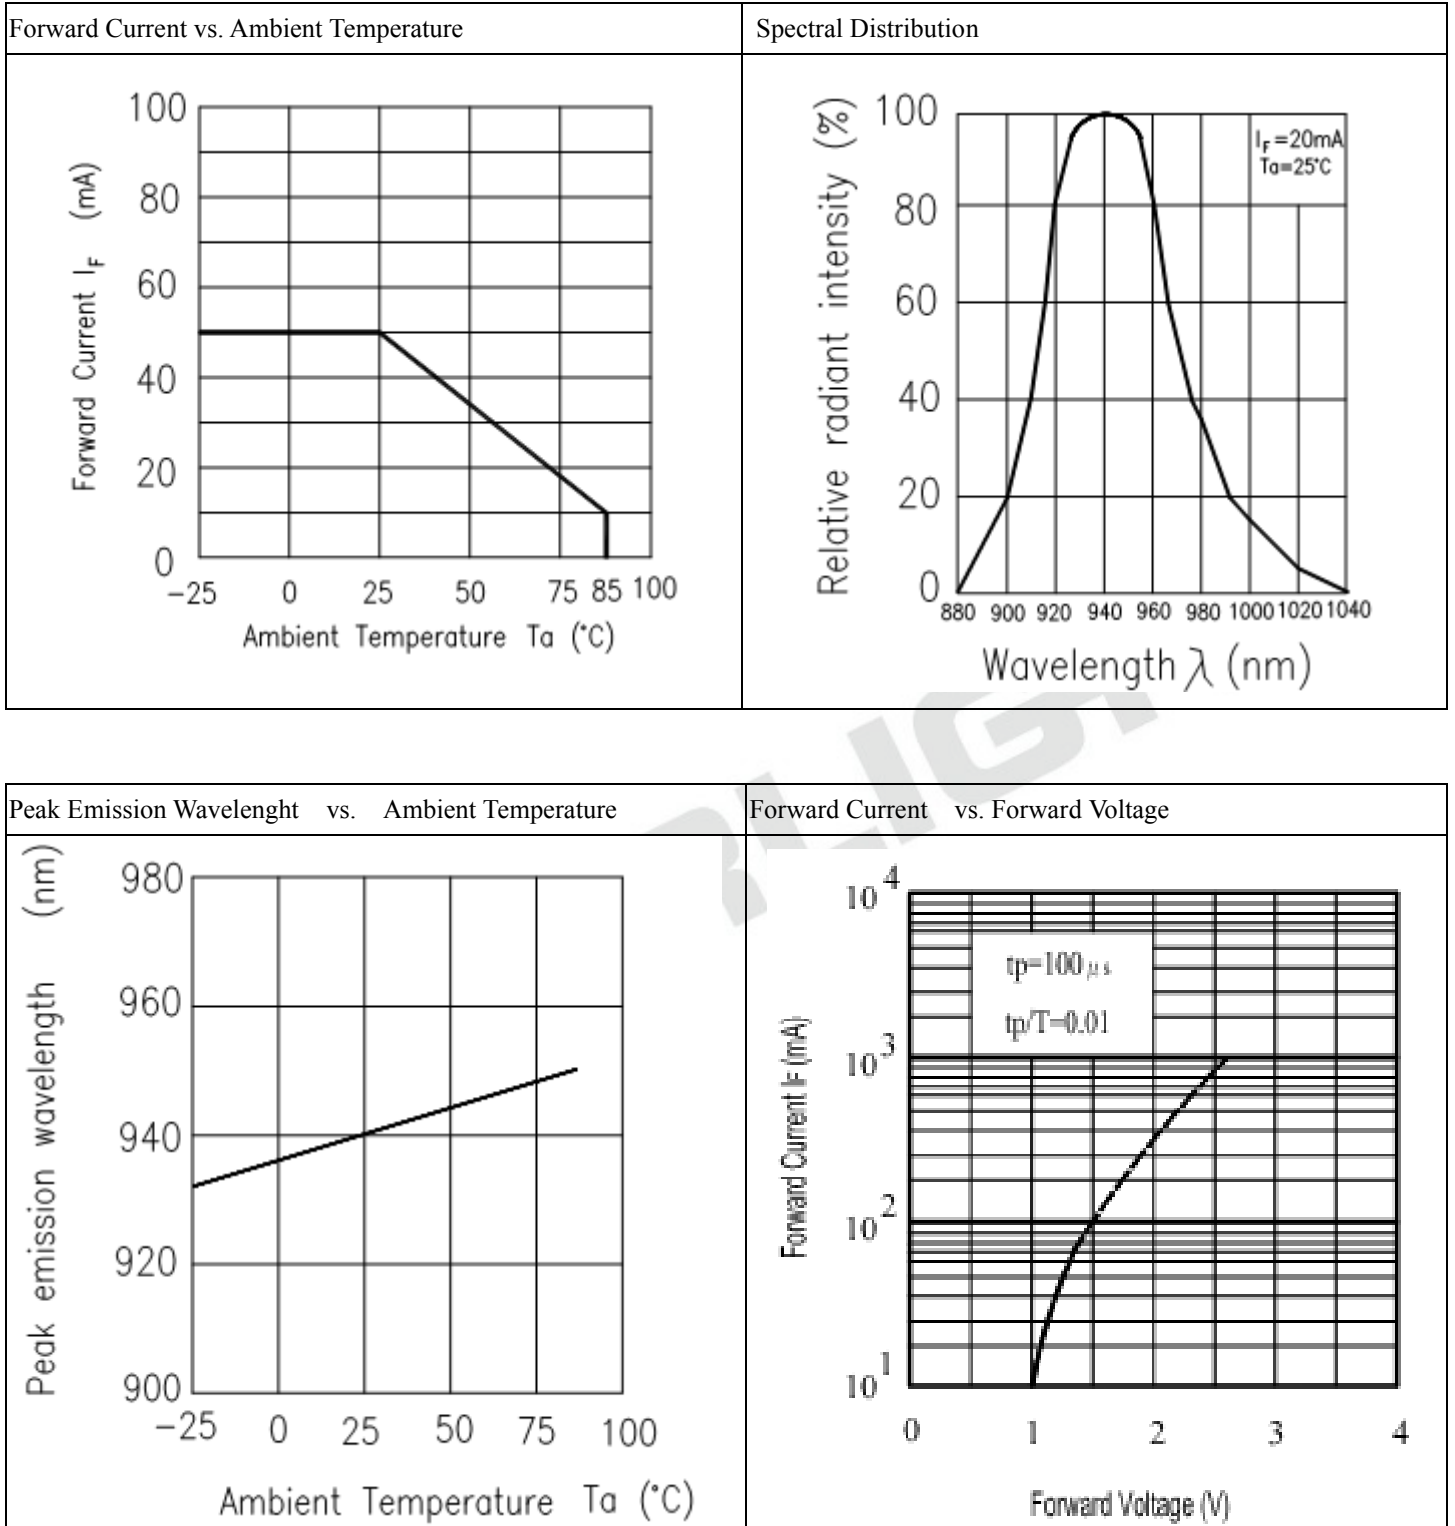 Forward Current vs. Ambient Temperature
Spectral Distribution
Forward Current IF (mA)
100
80
60
40
20
0
-25 0 25 50 75 85 100
Ambient Temperature Ta (°C)
Relative radiant intensity (%)
100
80
60
40
20
0
IF=20mA
Ta=25°C
880 900 920 940 960 980 1000 1020 1040
Wavelength λ (nm)
Peak Emission Wavelenght vs. Ambient Temperature
Forward Current vs. Forward Voltage
Peak emission wavelength (nm)
980
960
940
920
900
-25 0 25 50 75 100
Ambient Temperature Ta (°C)
Forward Current IF (mA)
10^4
10^3
10^2
10^1
tp=100μs
tp/T=0.01
0 1 2 3 4
Forward Voltage (V)